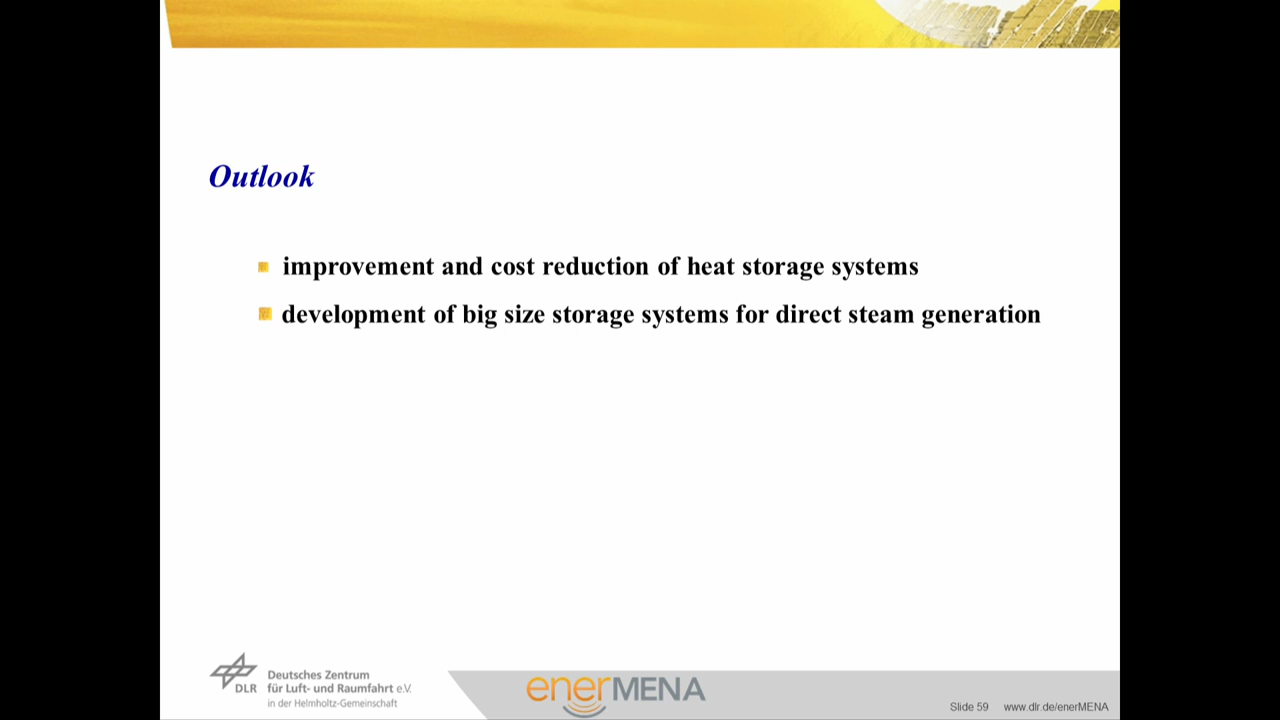 Outlook
improvement and cost reduction of heat storage systems
development of big size storage systems for direct steam generation
DLR
Deutsches Zentrum
für Luft- und Raumfahrt e.V.
in der Helmholtz-Gemeinschaft
enerMENA
Slide 59 www.dlr.de/enerMENA